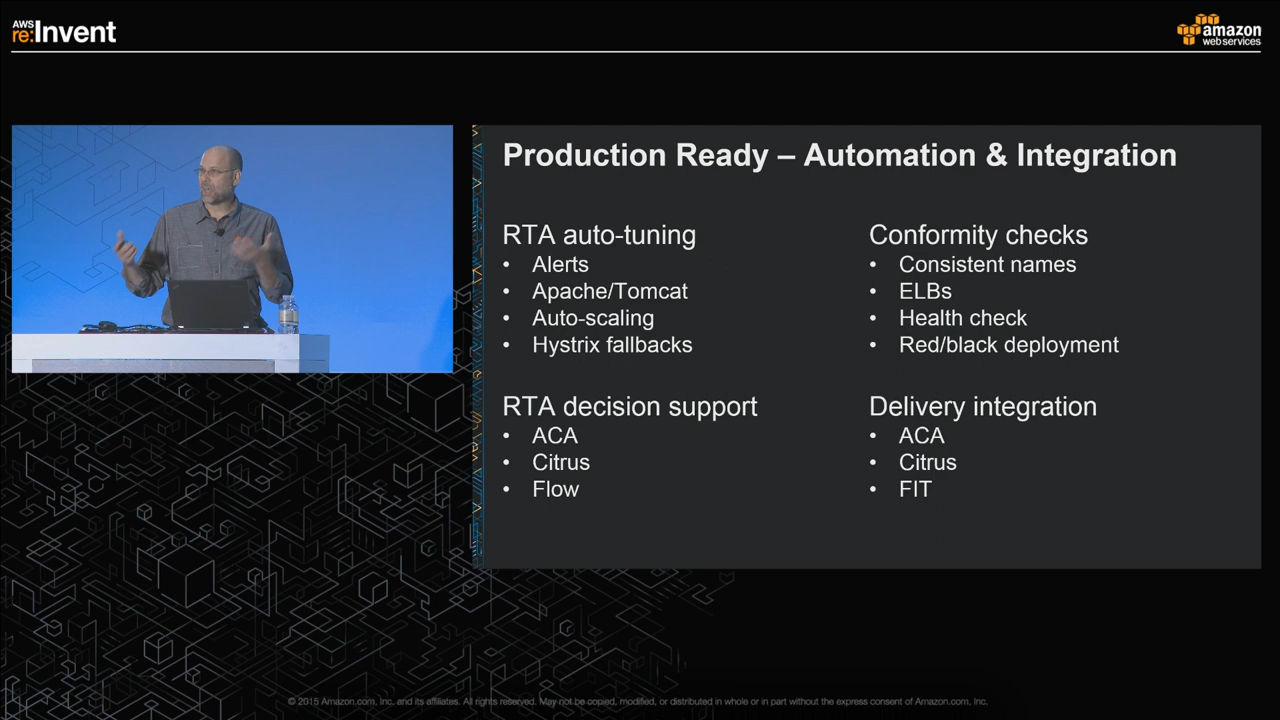 AWS
re:Invent
amazon
web services
Production Ready – Automation & Integration
RTA auto-tuning
• Alerts
• Apache/Tomcat
• Auto-scaling
• Hystrix fallbacks
Conformity checks
• Consistent names
• ELBs
• Health check
• Red/black deployment
RTA decision support
• ACA
• Citrus
• Flow
Delivery integration
• ACA
• Citrus
• FIT
© 2015 Amazon.com, Inc. and its affiliates. All rights reserved. May not be copied, modified, or distributed in whole or in part without the express consent of Amazon.com, Inc.